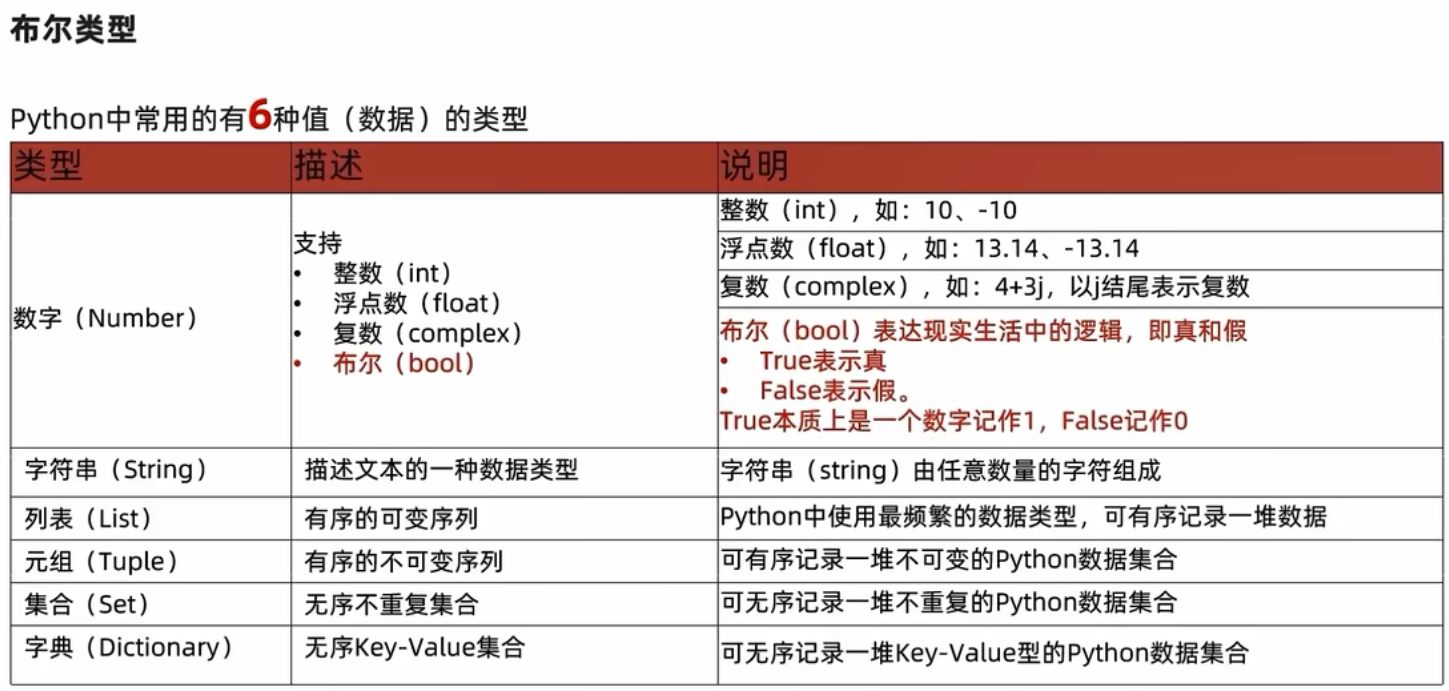 布尔类型
Python中常用的有6种值（数据）的类型
类型 描述 说明
数字（Number）
支持
• 整数（int）
• 浮点数（float）
• 复数（complex）
• 布尔（bool）
整数（int），如：10、-10
浮点数（float），如：13.14、-13.14
复数（complex），如：4+3j，以j结尾表示复数
布尔（bool）表达现实生活中的逻辑，即真和假
• True表示真
• False表示假。
True本质上是一个数字记作1，False记作0
字符串（String） 描述文本的一种数据类型 字符串（string）由任意数量的字符组成
列表（List） 有序的可变序列 Python中使用最频繁的数据类型，可有序记录一堆数据
元组（Tuple） 有序的不可变序列 可有序记录一堆不可变的Python数据集合
集合（Set） 无序不重复集合 可无序记录一堆不重复的Python数据集合
字典（Dictionary） 无序Key-Value集合 可无序记录一堆Key-Value型的Python数据集合